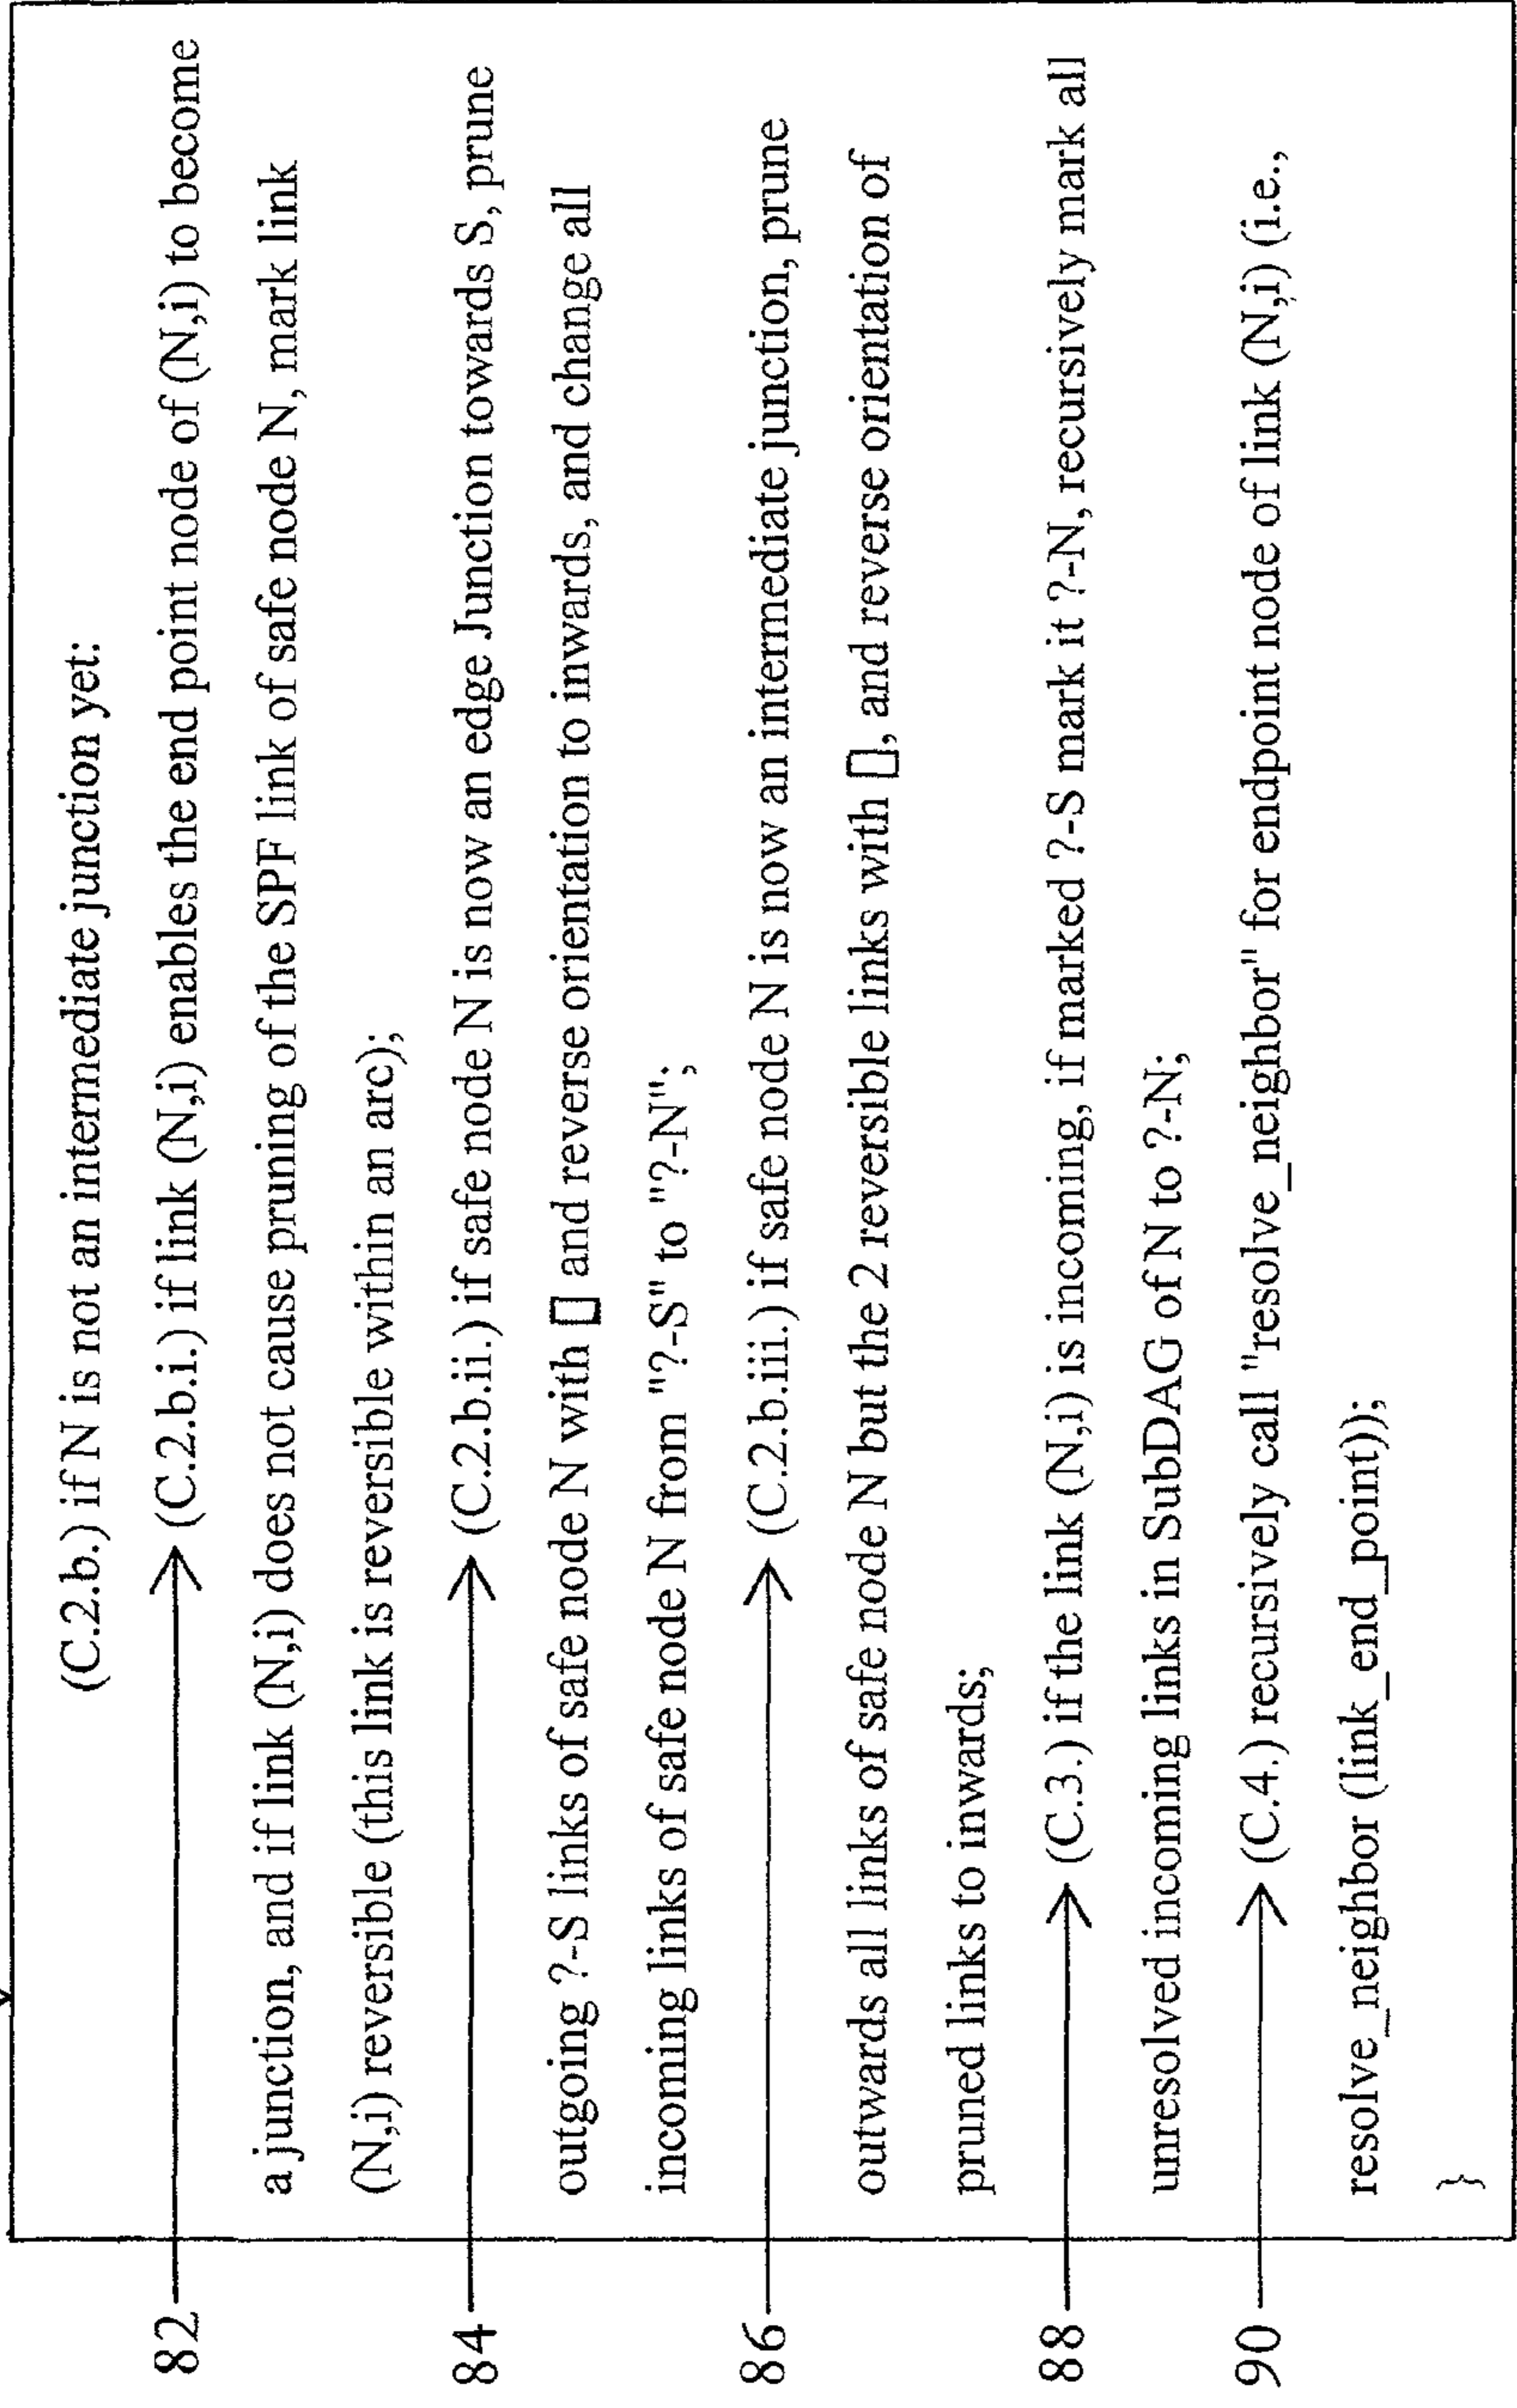 (C.2.b.) if N is not an intermediate junction yet:
82 (C.2.b.i.) if link (N,i) enables the end point node of (N,i) to become
a junction, and if link (N,i) does not cause pruning of the SPF link of safe node N, mark link
(N,i) reversible (this link is reversible within an arc);
84 (C.2.b.ii.) if safe node N is now an edge Junction towards S, prune
outgoing ?-S links of safe node N with [] and reverse orientation to inwards, and change all
incoming links of safe node N from "?-S" to "?-N";
86 (C.2.b.iii.) if safe node N is now an intermediate junction, prune
outwards all links of safe node N but the 2 reversible links with [], and reverse orientation of
pruned links to inwards;
88 (C.3.) if the link (N,i) is incoming, if marked ?-S mark it ?-N, recursively mark all
unresolved incoming links in SubDAG of N to ?-N;
90 (C.4.) recursively call "resolve_neighbor" for endpoint node of link (N,i) (i.e.,
resolve_neighbor (link_end_point));
}